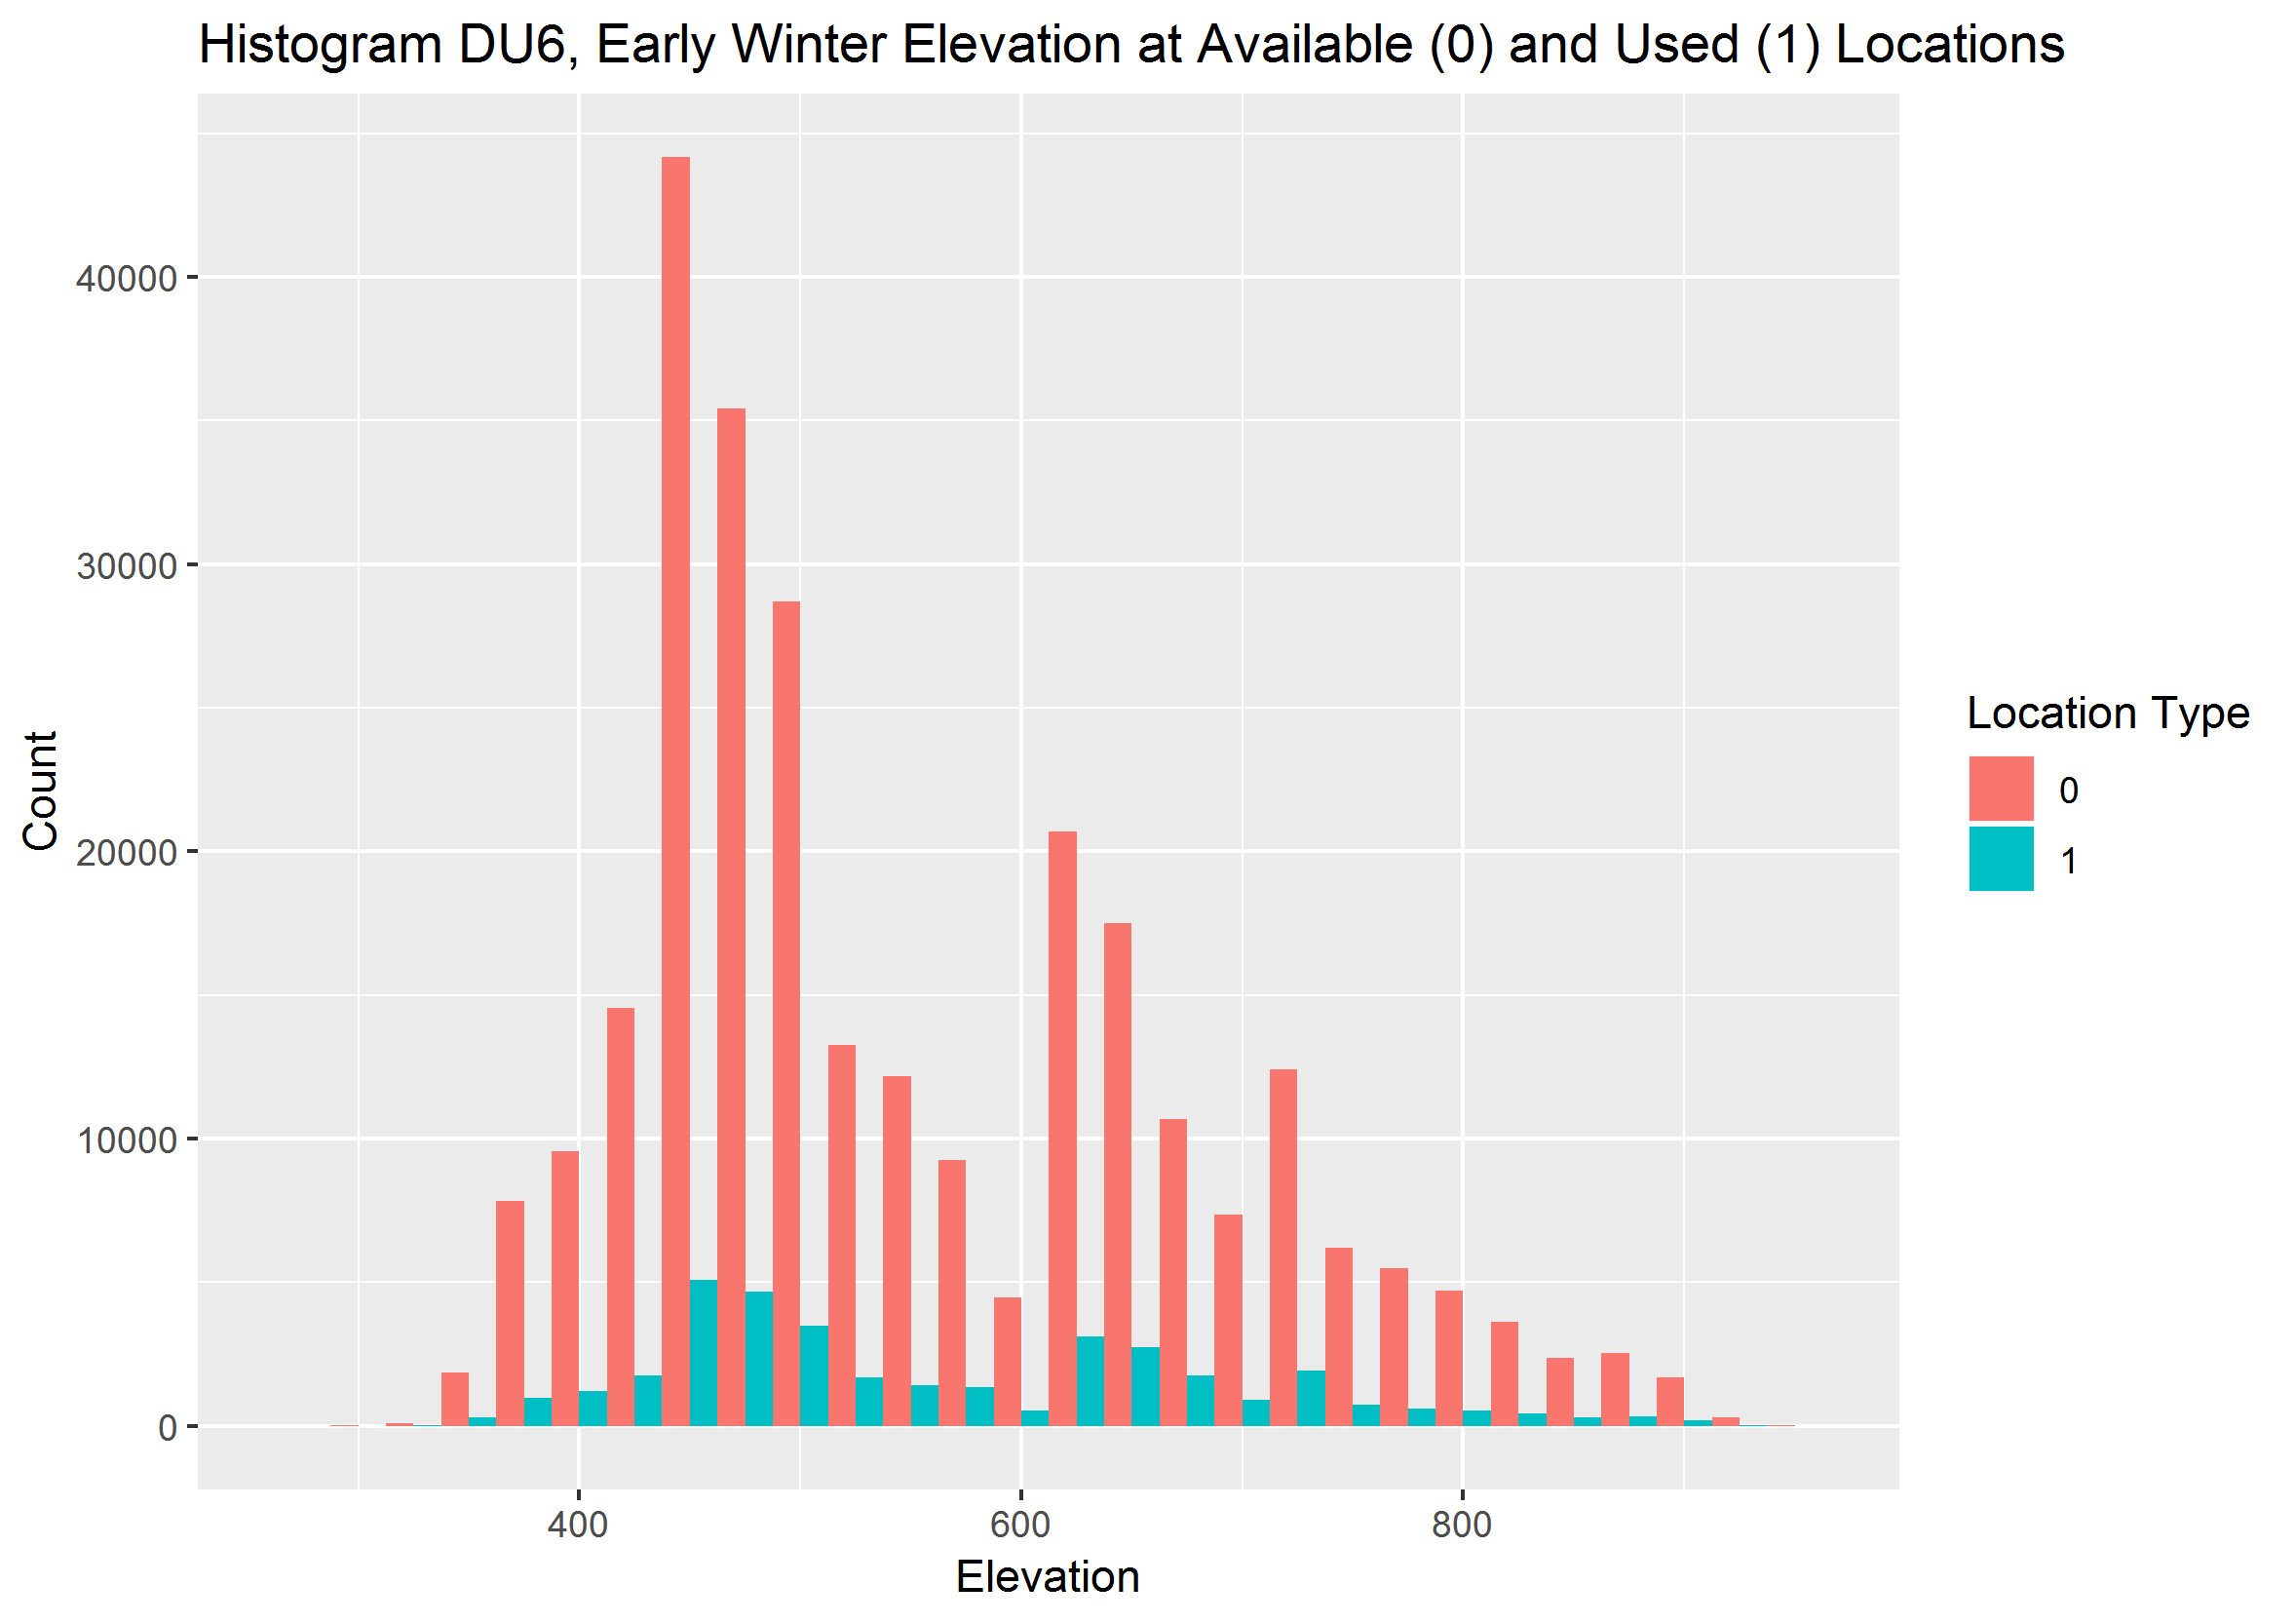 Histogram DU6, Early Winter Elevation at Available (0) and Used (1) Locations
Count
40000
30000
20000
10000
0
400
600
800
Elevation
Location Type
0
1